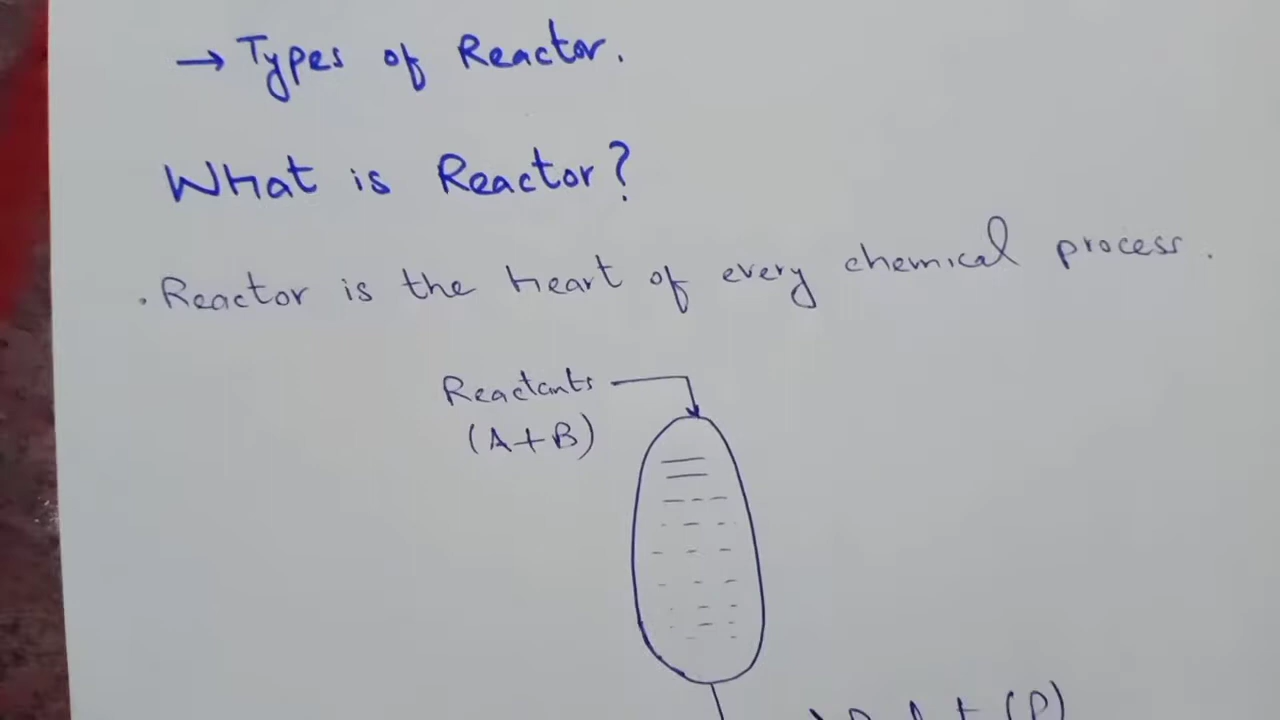 → Types of Reactor.
What is Reactor?
. Reactor is the heart of every chemical process.
Reactants
(A+B)
(P)